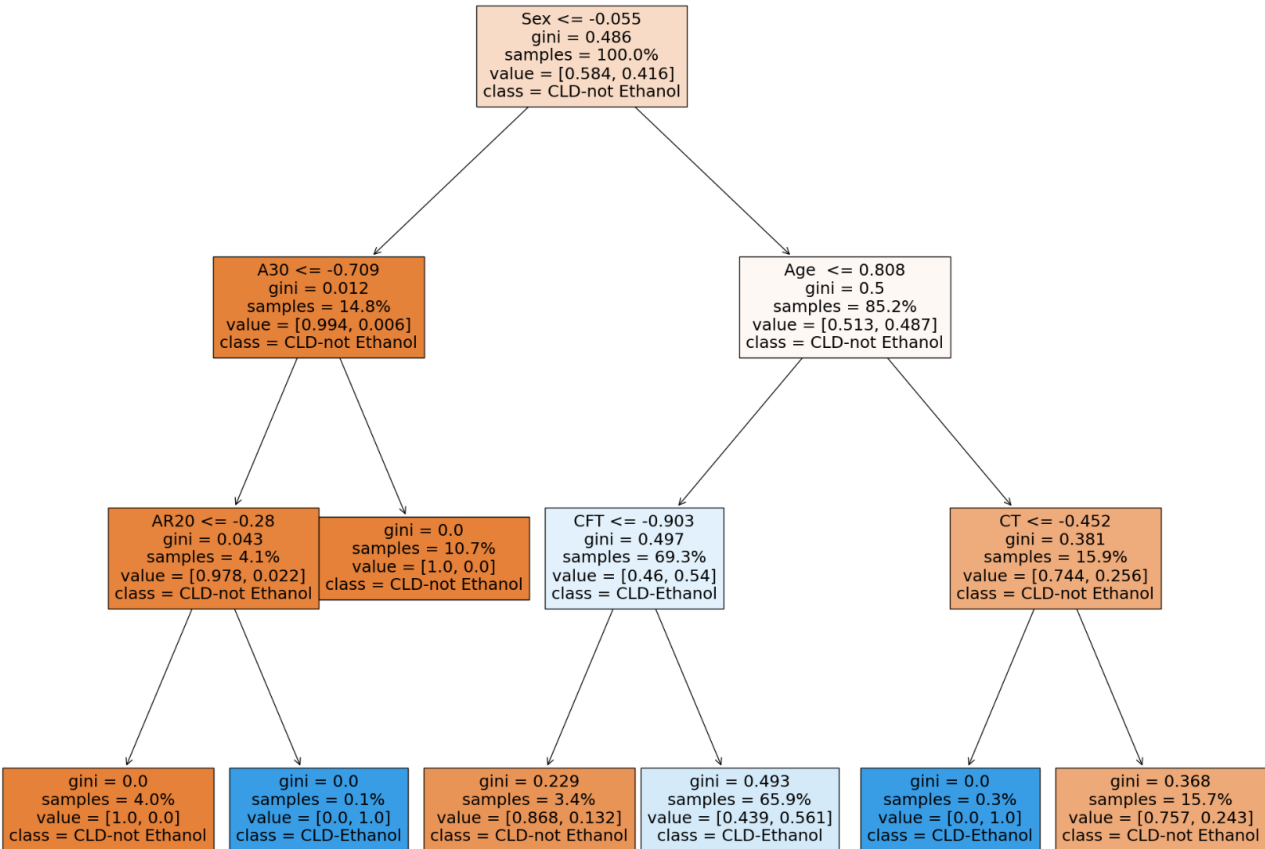 Sex <= -0.055
gini = 0.486
samples = 100.0%
value = [0.584, 0.416]
class = CLD-not Ethanol
A30 <= -0.709
gini = 0.012
samples = 14.8%
value = [0.994, 0.006]
class = CLD-not Ethanol
Age  <= 0.808
gini = 0.5
samples = 85.2%
value = [0.513, 0.487]
class = CLD-not Ethanol
AR20 <= -0.28
gini = 0.043
samples = 4.1%
value = [0.978, 0.022]
class = CLD-not Ethanol
gini = 0.0
samples = 10.7%
value = [1.0, 0.0]
class = CLD-not Ethanol
CFT <= -0.903
gini = 0.497
samples = 69.3%
value = [0.46, 0.54]
class = CLD-Ethanol
CT <= -0.452
gini = 0.381
samples = 15.9%
value = [0.744, 0.256]
class = CLD-not Ethanol
gini = 0.0
samples = 4.0%
value = [1.0, 0.0]
class = CLD-not Ethanol
gini = 0.0
samples = 0.1%
value = [0.0, 1.0]
class = CLD-Ethanol
gini = 0.229
samples = 3.4%
value = [0.868, 0.132]
class = CLD-not Ethanol
gini = 0.493
samples = 65.9%
value = [0.439, 0.561]
class = CLD-Ethanol
gini = 0.0
samples = 0.3%
value = [0.0, 1.0]
class = CLD-Ethanol
gini = 0.368
samples = 15.7%
value = [0.757, 0.243]
class = CLD-not Ethanol